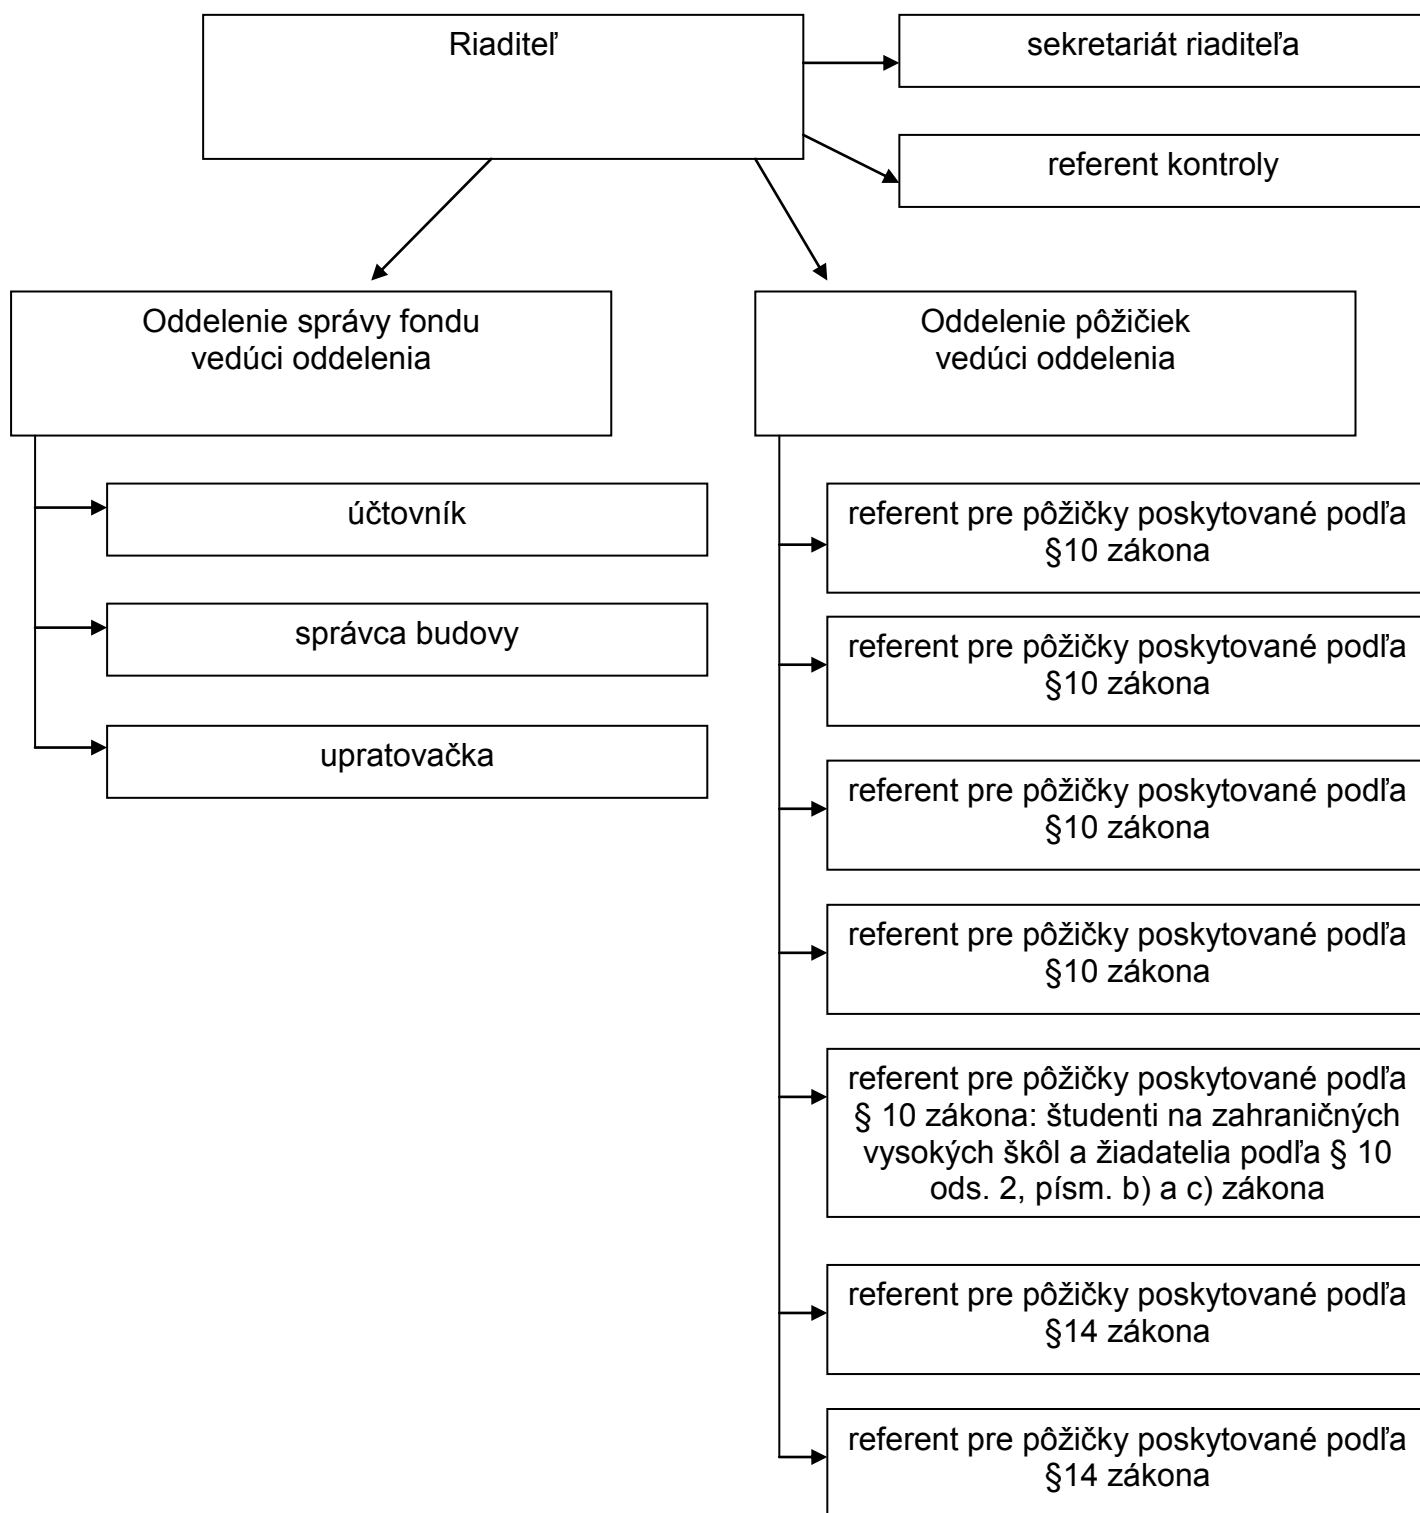 Riaditeľ
sekretariát riaditeľa
referent kontroly
Oddelenie správy fondu
vedúci oddelenia
Oddelenie pôžičiek
vedúci oddelenia
účtovník
správca budovy
upratovačka
referent pre pôžičky poskytované podľa
§10 zákona
referent pre pôžičky poskytované podľa
§10 zákona
referent pre pôžičky poskytované podľa
§10 zákona
referent pre pôžičky poskytované podľa
§10 zákona
referent pre pôžičky poskytované podľa
§ 10 zákona: študenti na zahraničných
vysokých škôl a žiadatelia podľa § 10
ods. 2, písm. b) a c) zákona
referent pre pôžičky poskytované podľa
§14 zákona
referent pre pôžičky poskytované podľa
§14 zákona